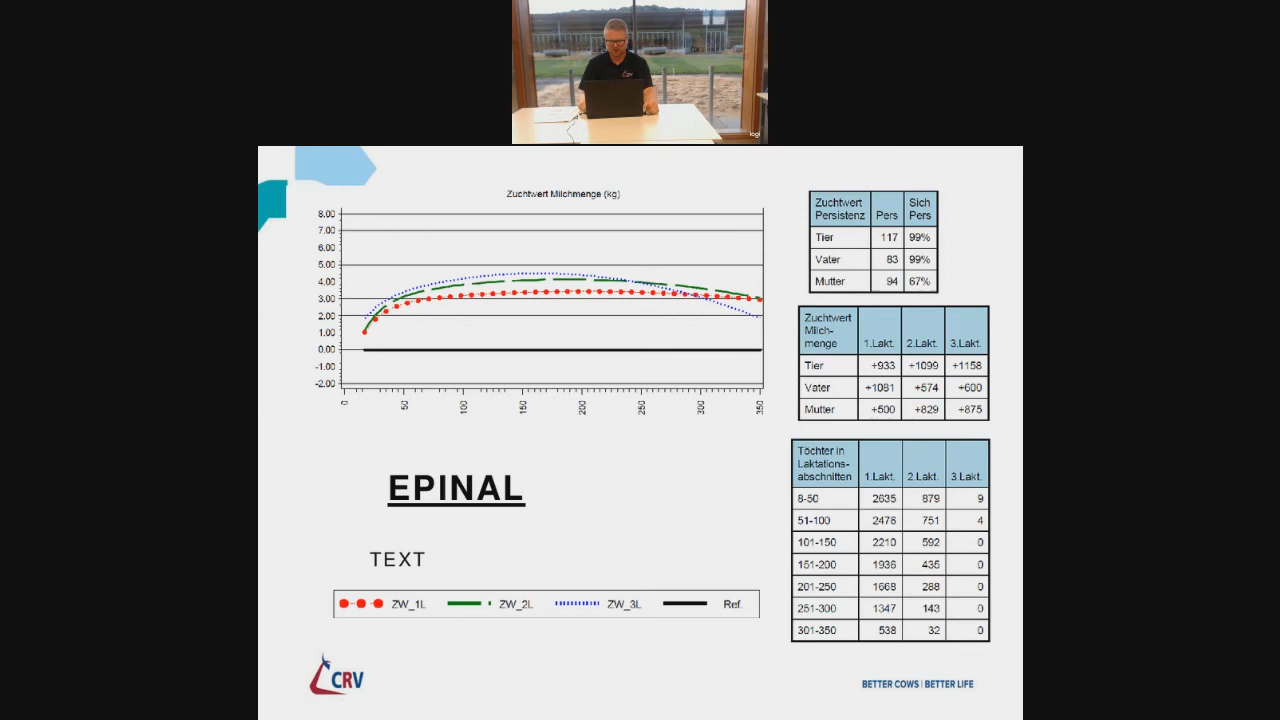 logi
Zuchtwert Milchmenge (kg)
8.00
7.00
6.00
5.00
4.00
3.00
2.00
1.00
0.00
-1.00
-2.00
0 50 100 150 200 250 300 350
Zuchtwert Persistenz Pers Sich Pers
Tier 117 99%
Vater 83 99%
Mutter 94 67%
Zuchtwert Milch-menge 1.Lakt. 2.Lakt. 3.Lakt.
Tier +933 +1099 +1158
Vater +1081 +574 +600
Mutter +500 +829 +875
Töchter in Laktations-abschnitten 1.Lakt. 2.Lakt. 3.Lakt.
8-50 2635 879 9
51-100 2476 751 4
101-150 2210 592 0
151-200 1936 435 0
201-250 1668 288 0
251-300 1347 143 0
301-350 538 32 0
EPINAL
TEXT
ZW_1L ZW_2L ZW_3L Ref.
CRV
BETTER COWS | BETTER LIFE